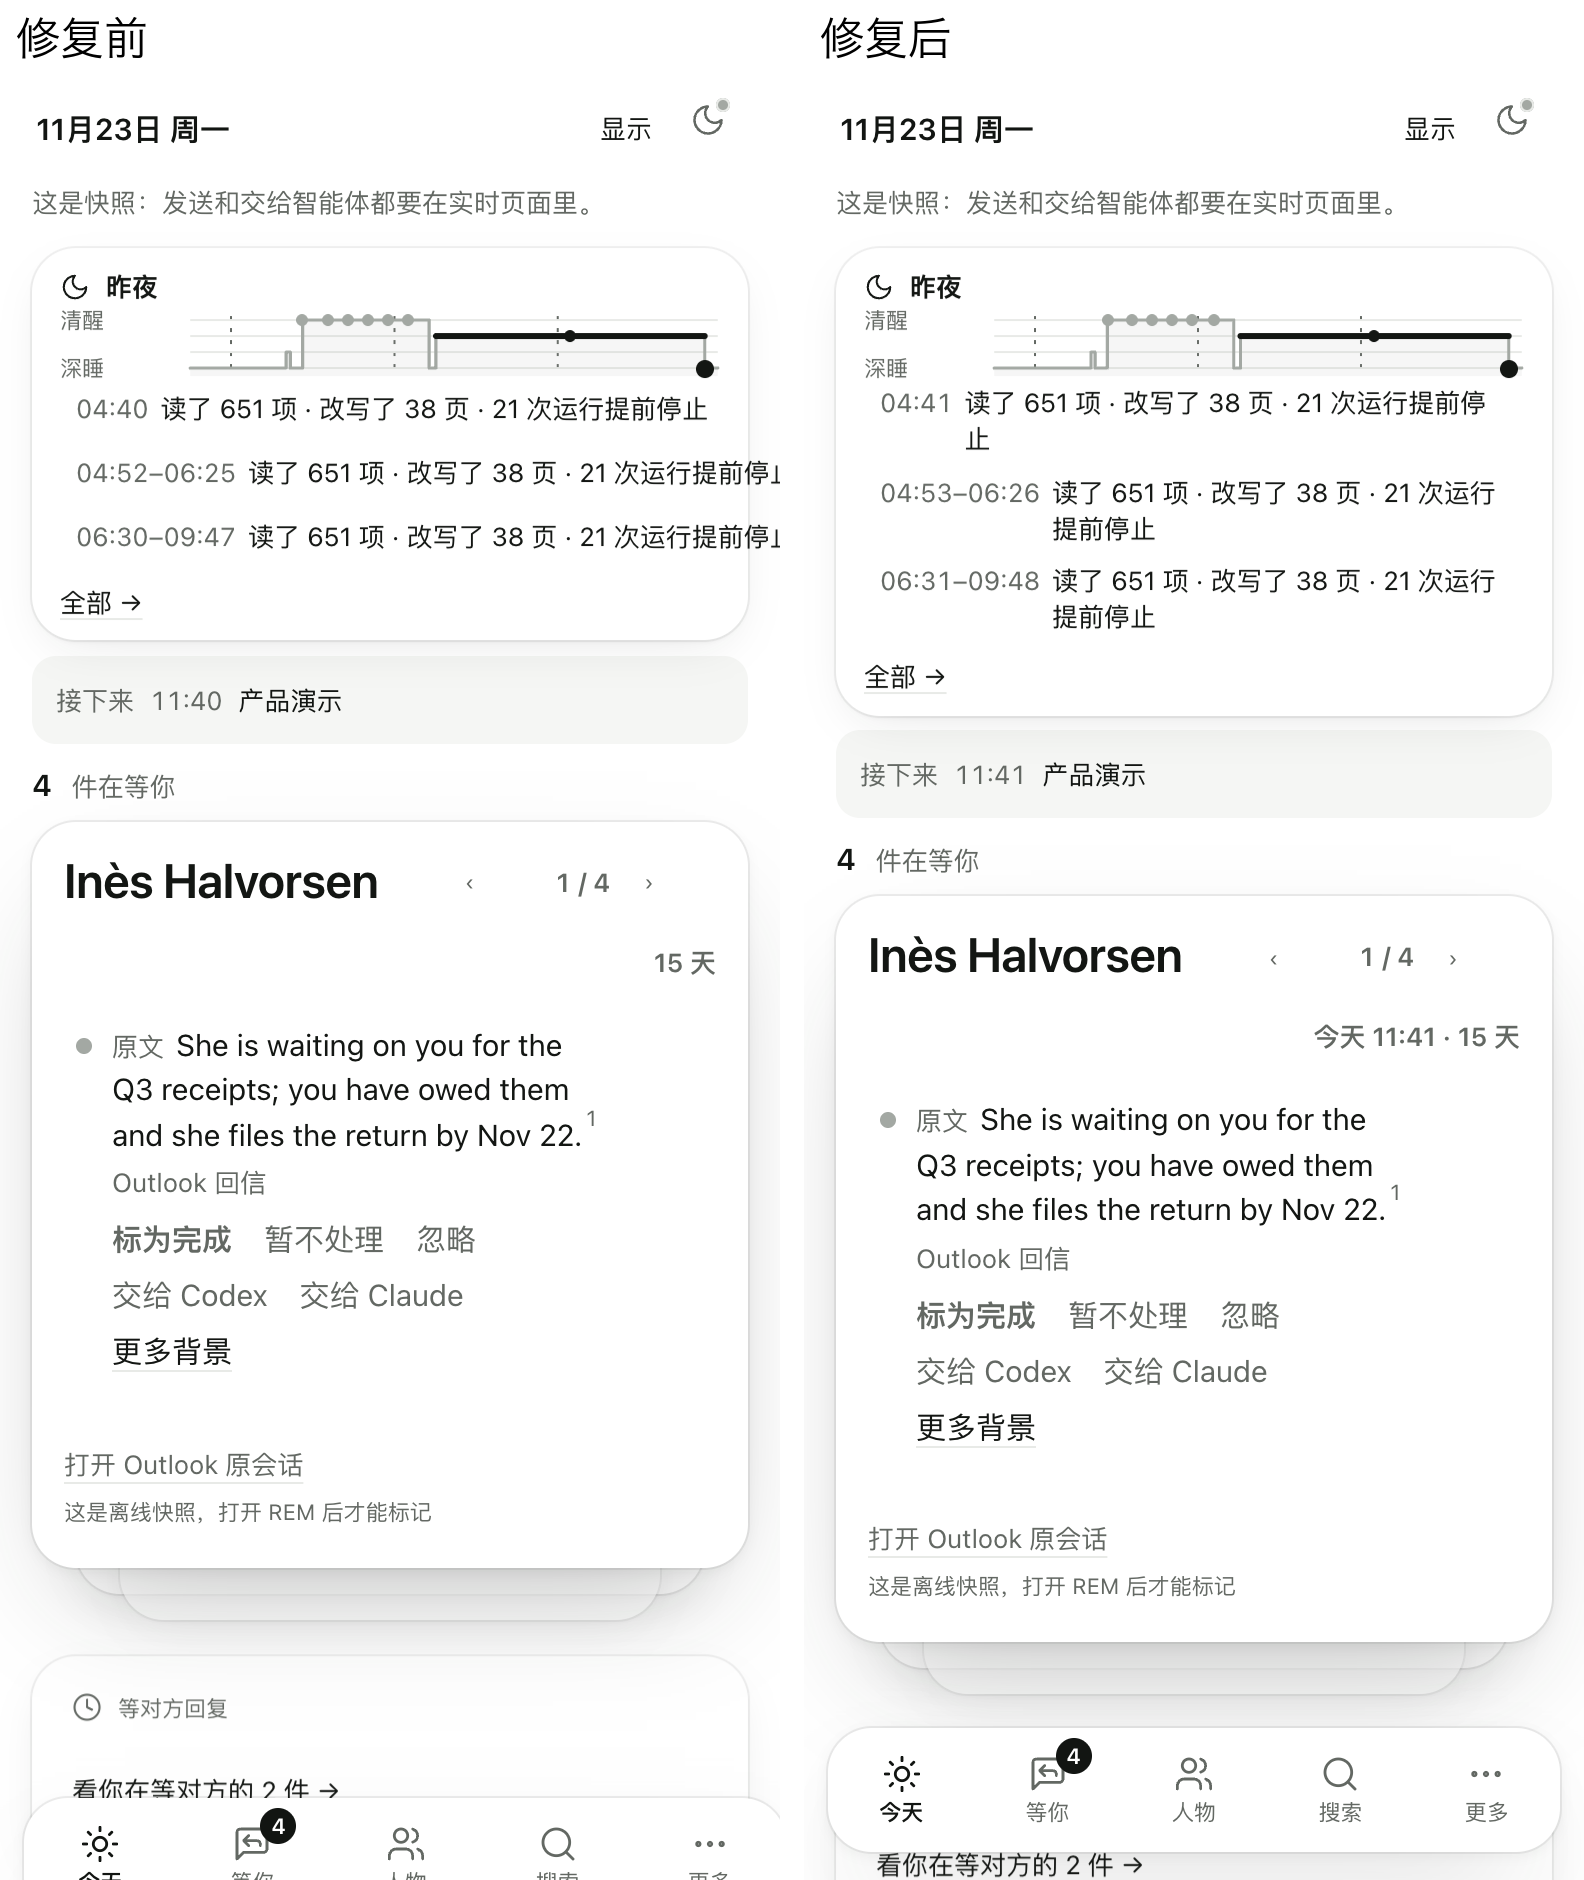 修复前
11月23日 周一
显示
这是快照：发送和交给智能体都要在实时页面里。
昨夜
清醒
深睡
04:40 读了 651 项 · 改写了 38 页 · 21 次运行提前停止
04:52–06:25 读了 651 项 · 改写了 38 页 · 21 次运行提前停止
06:30–09:47 读了 651 项 · 改写了 38 页 · 21 次运行提前停止
全部 →
接下来 11:40 产品演示
4 件在等你
Inès Halvorsen ‹ 1 / 4 ›
15 天
原文 She is waiting on you for the
Q3 receipts; you have owed them
and she files the return by Nov 22. 1
Outlook 回信
标为完成 暂不处理 忽略
交给 Codex 交给 Claude
更多背景
打开 Outlook 原会话
这是离线快照，打开 REM 后才能标记
等对方回复
看你在等对方的 2 件 →
4
今天 等你 人物 搜索 更多
修复后
11月23日 周一
显示
这是快照：发送和交给智能体都要在实时页面里。
昨夜
清醒
深睡
04:41 读了 651 项 · 改写了 38 页 · 21 次运行提前停
止
04:53–06:26 读了 651 项 · 改写了 38 页 · 21 次运行
提前停止
06:31–09:48 读了 651 项 · 改写了 38 页 · 21 次运行
提前停止
全部 →
接下来 11:41 产品演示
4 件在等你
Inès Halvorsen ‹ 1 / 4 ›
今天 11:41 · 15 天
原文 She is waiting on you for the
Q3 receipts; you have owed them
and she files the return by Nov 22. 1
Outlook 回信
标为完成 暂不处理 忽略
交给 Codex 交给 Claude
更多背景
打开 Outlook 原会话
这是离线快照，打开 REM 后才能标记
4
今天 等你 人物 搜索 更多
看你在等对方的 2 件 →